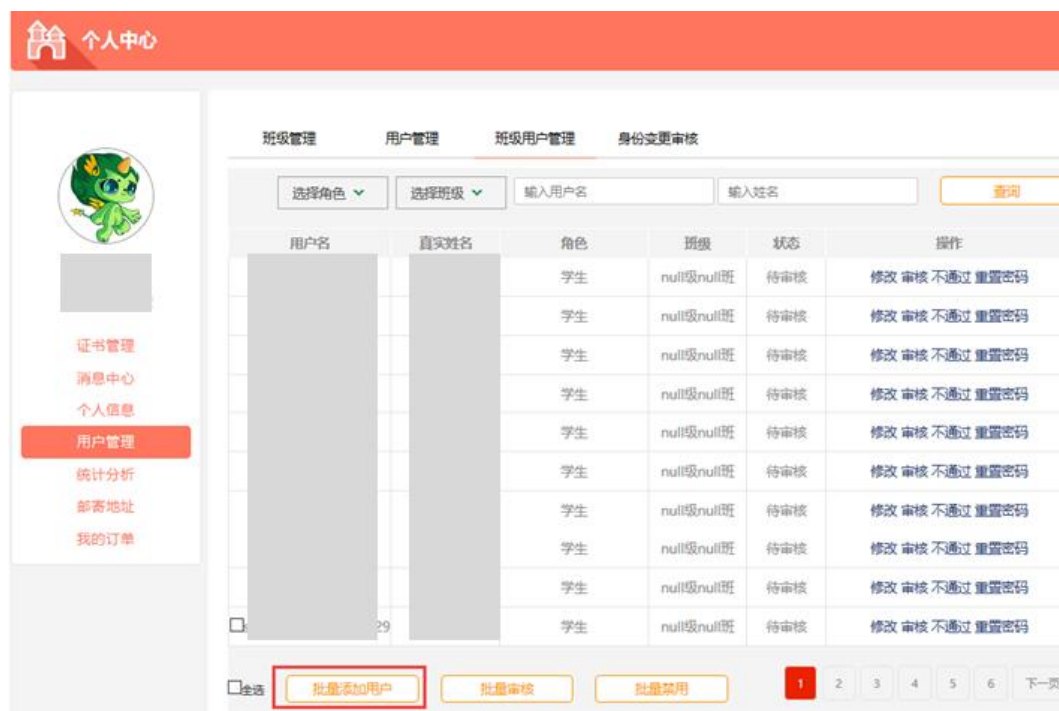 个人中心
班级管理 用户管理 班级用户管理 身份变更审核
选择角色 选择班级 输入用户名 输入姓名 查询
用户名 真实姓名 角色 班级 状态 操作
学生 null级null班 待审核 修改 审核 不通过 重置密码
学生 null级null班 待审核 修改 审核 不通过 重置密码
学生 null级null班 待审核 修改 审核 不通过 重置密码
学生 null级null班 待审核 修改 审核 不通过 重置密码
学生 null级null班 待审核 修改 审核 不通过 重置密码
学生 null级null班 待审核 修改 审核 不通过 重置密码
学生 null级null班 待审核 修改 审核 不通过 重置密码
学生 null级null班 待审核 修改 审核 不通过 重置密码
学生 null级null班 待审核 修改 审核 不通过 重置密码
29 学生 null级null班 待审核 修改 审核 不通过 重置密码
全选 批量添加用户 批量审核 批量禁用 1 2 3 4 5 6 下一页
证书管理
消息中心
个人信息
用户管理
统计分析
邮寄地址
我的订单